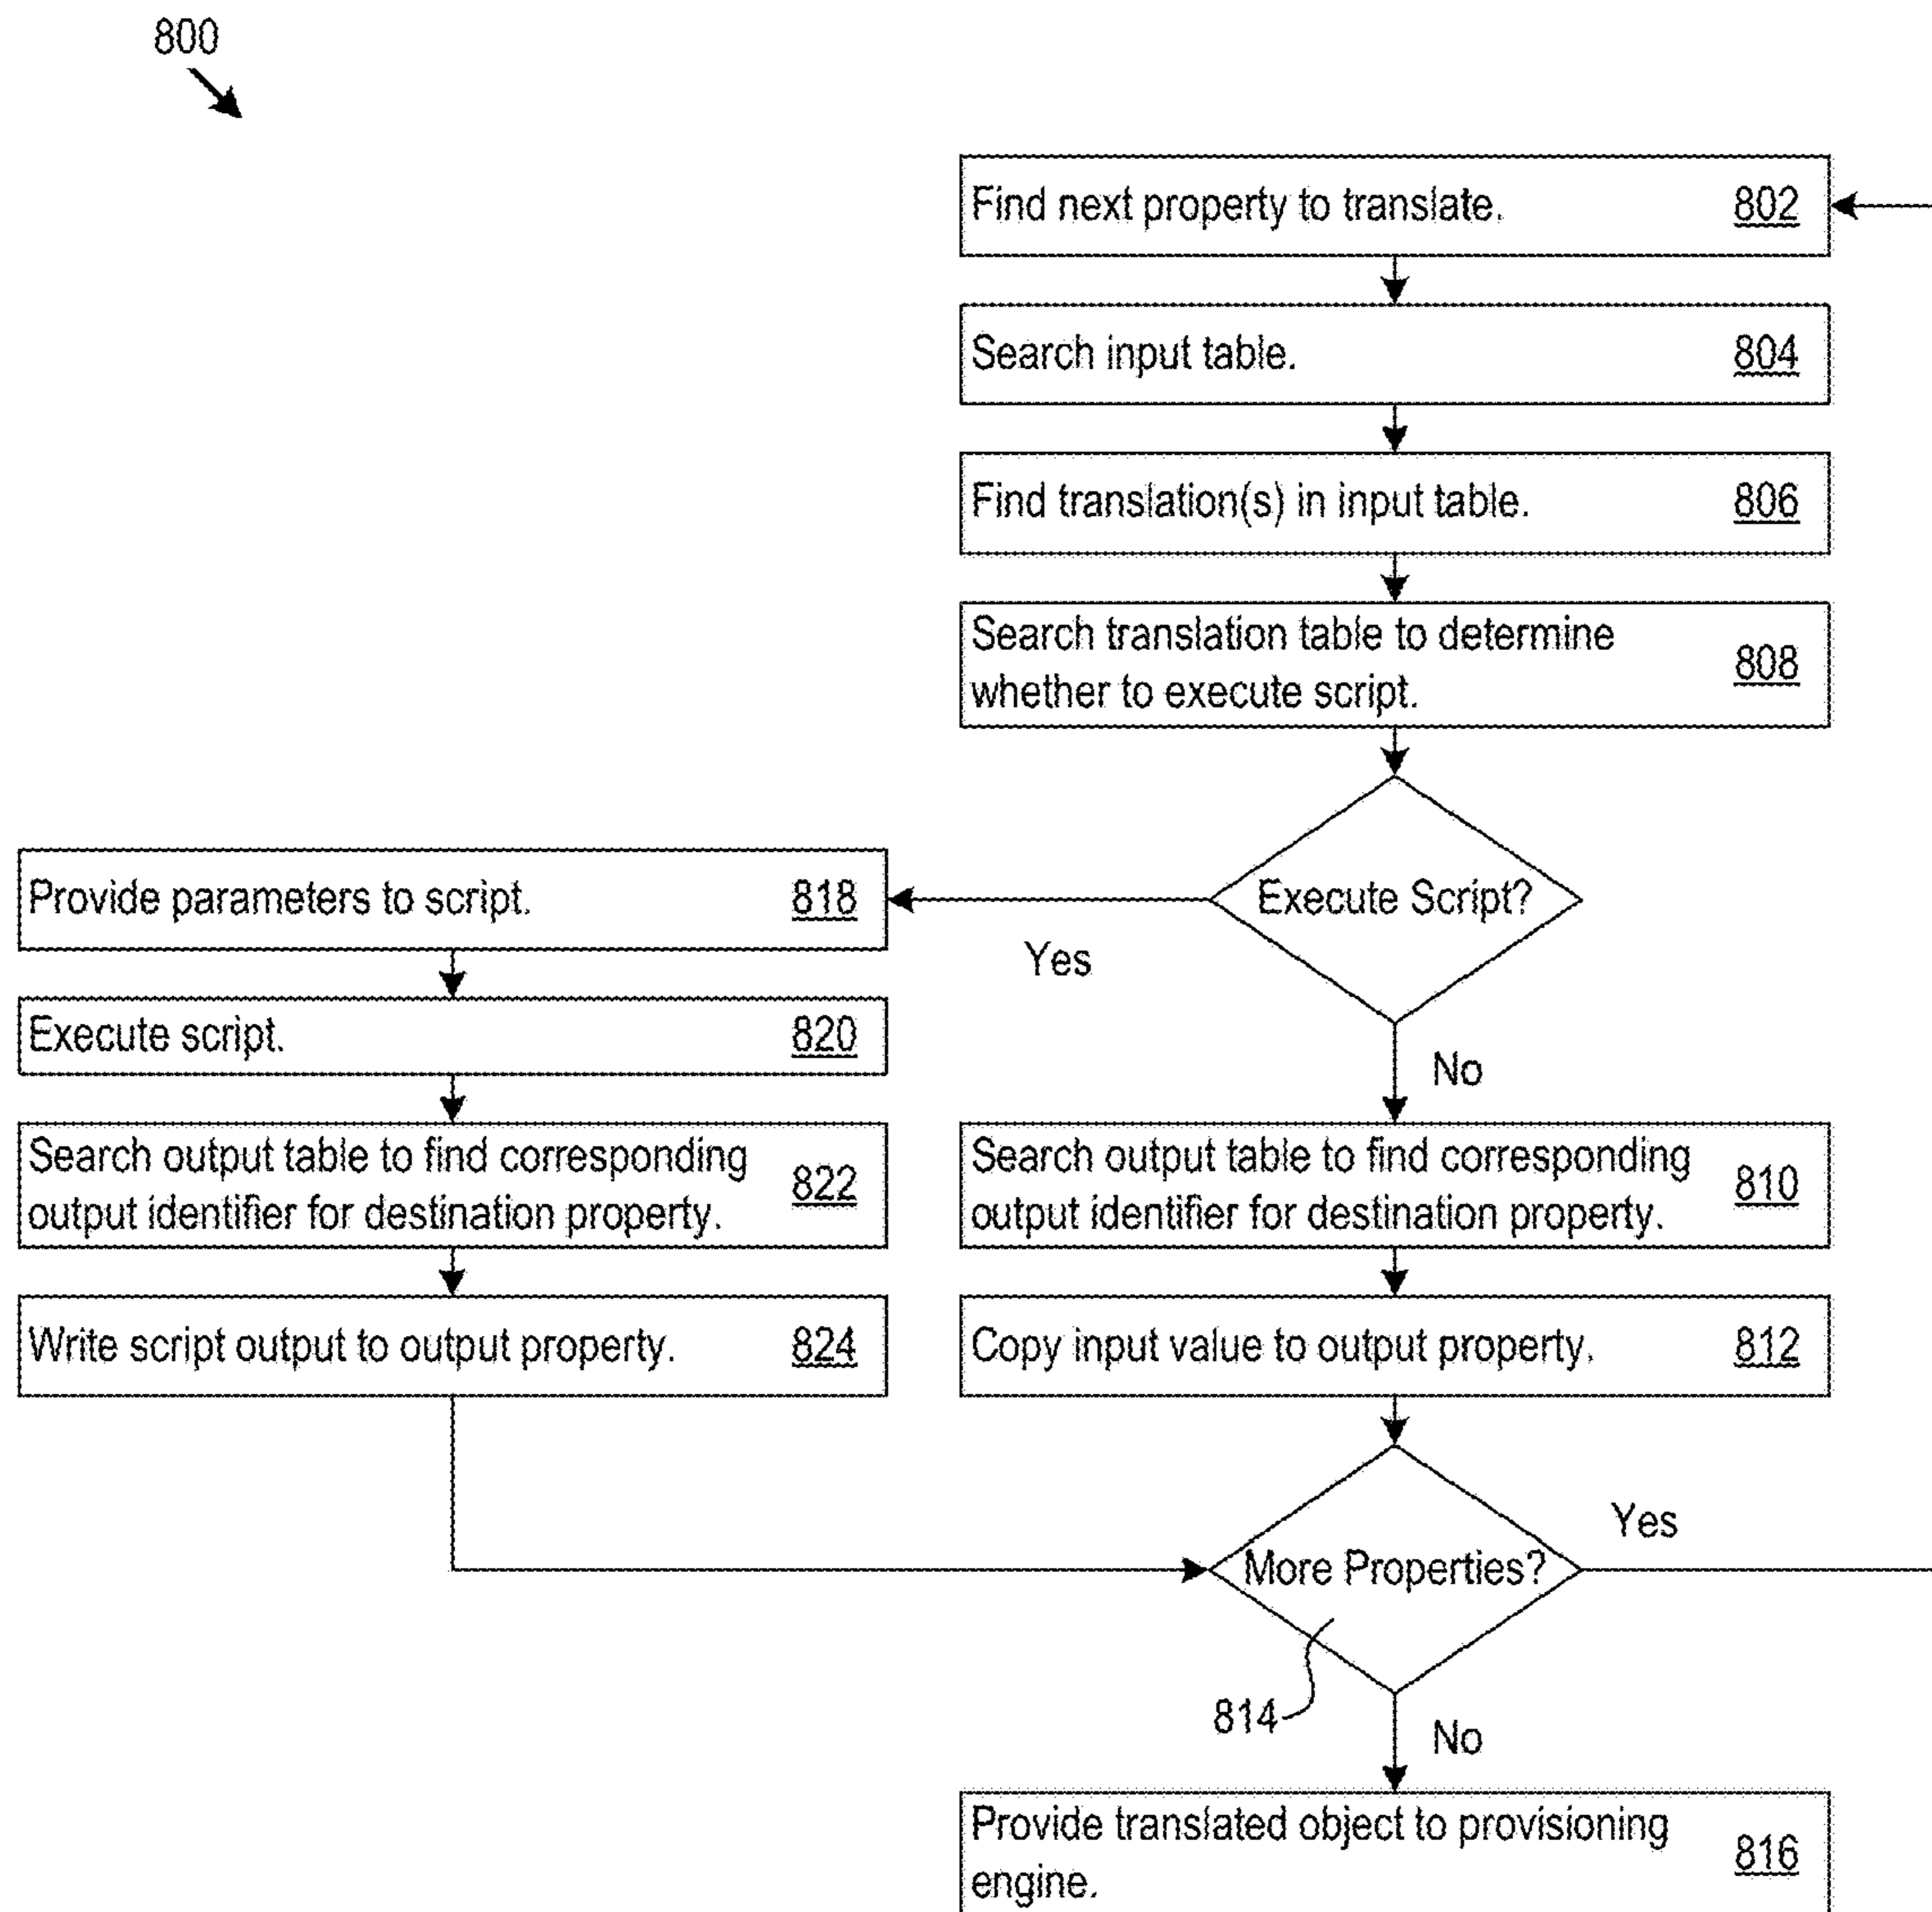 800
Find next property to translate. 802
Search input table. 804
Find translation(s) in input table. 806
Search translation table to determine
whether to execute script. 808
Execute Script?
Yes
No
Provide parameters to script. 818
Execute script. 820
Search output table to find corresponding
output identifier for destination property. 822
Write script output to output property. 824
Search output table to find corresponding
output identifier for destination property. 810
Copy input value to output property. 812
More Properties?
Yes
814
No
Provide translated object to provisioning
engine. 816